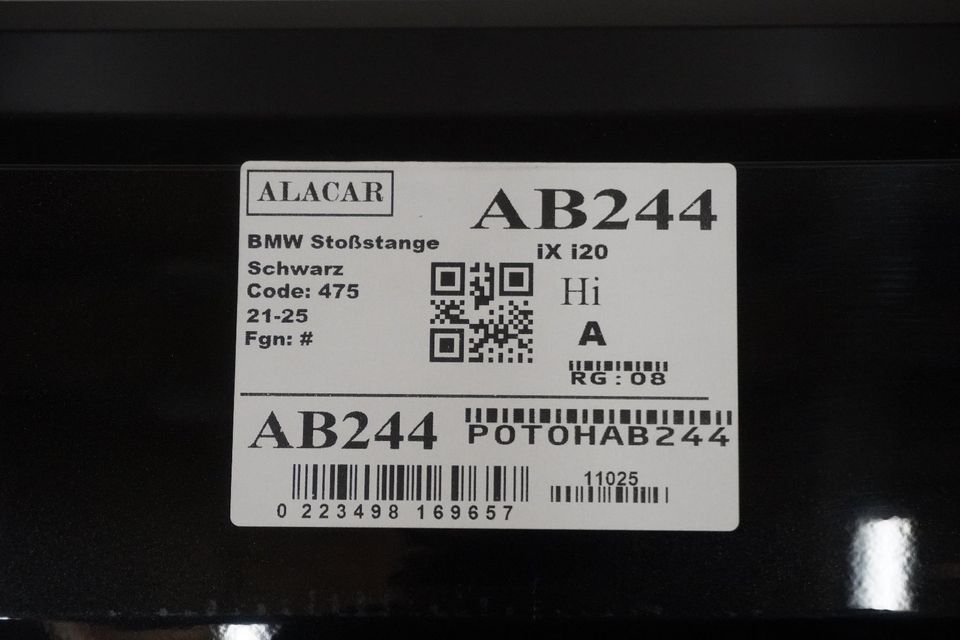 ALACAR
AB244
BMW Stoßstange
iX i20
Schwarz
Hi
Code: 475
21-25
A
Fgn: #
RG:08
AB244
POTOHAB244
11025
0 223498 169657